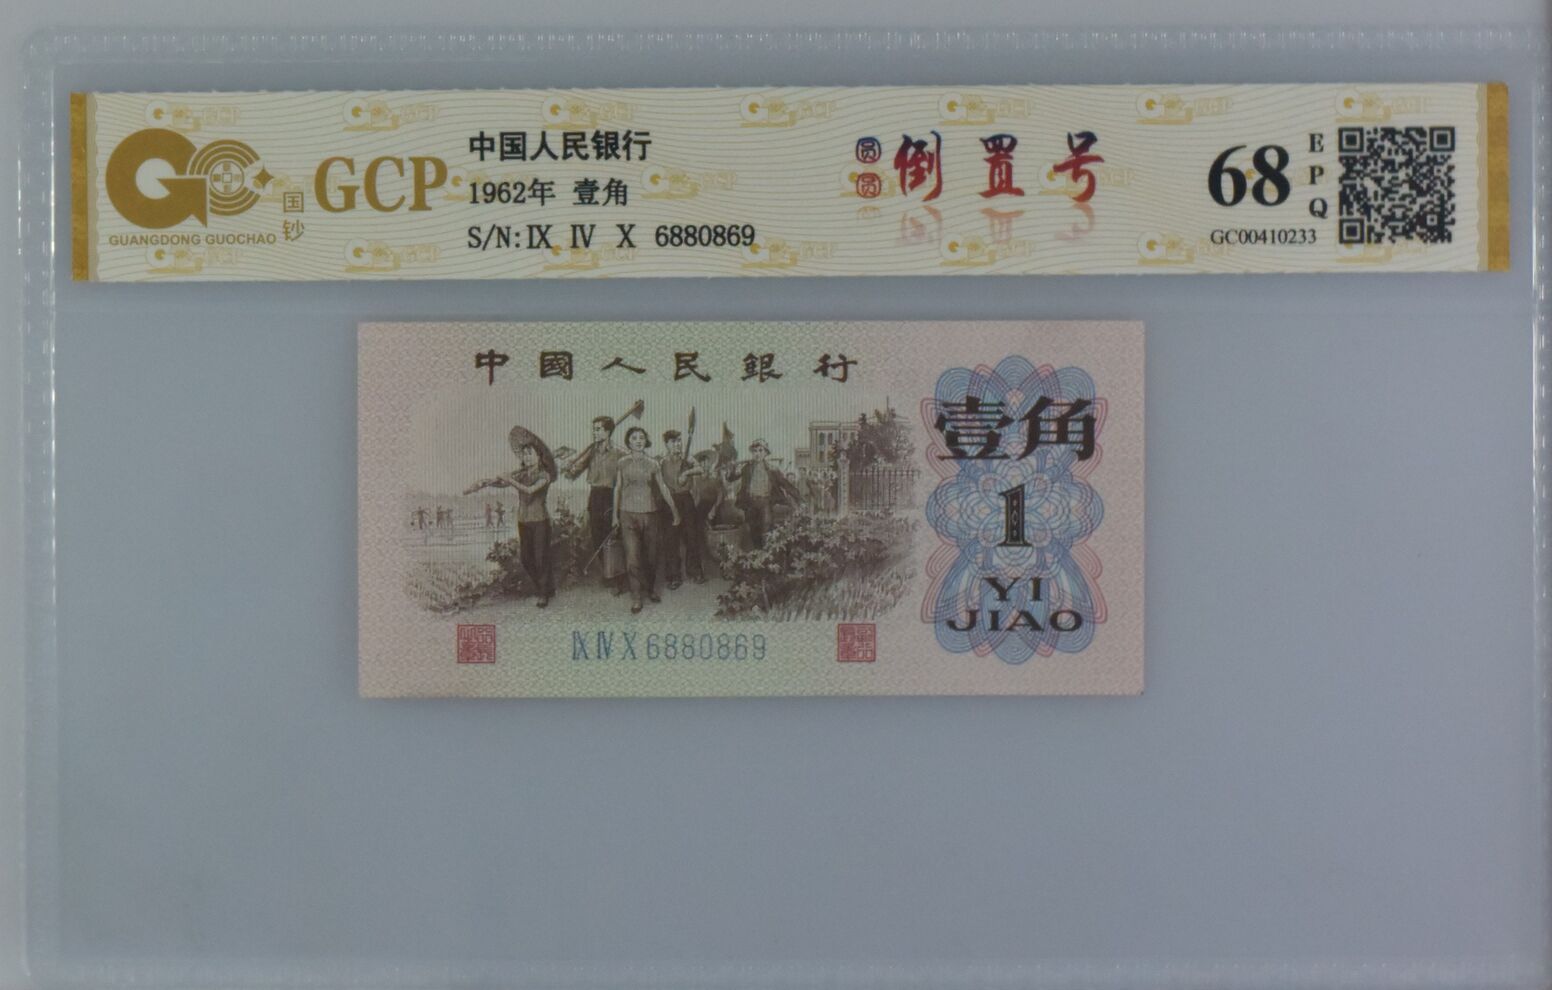 GCP
国钞
GUANGDONG GUOCHAO
中国人民银行
1962年 壹角
S/N: IX IV X 6880869
倒置号
68
EPQ
GC00410233
中國人民銀行
壹角
1
YI
JIAO
IX IV X 6880869